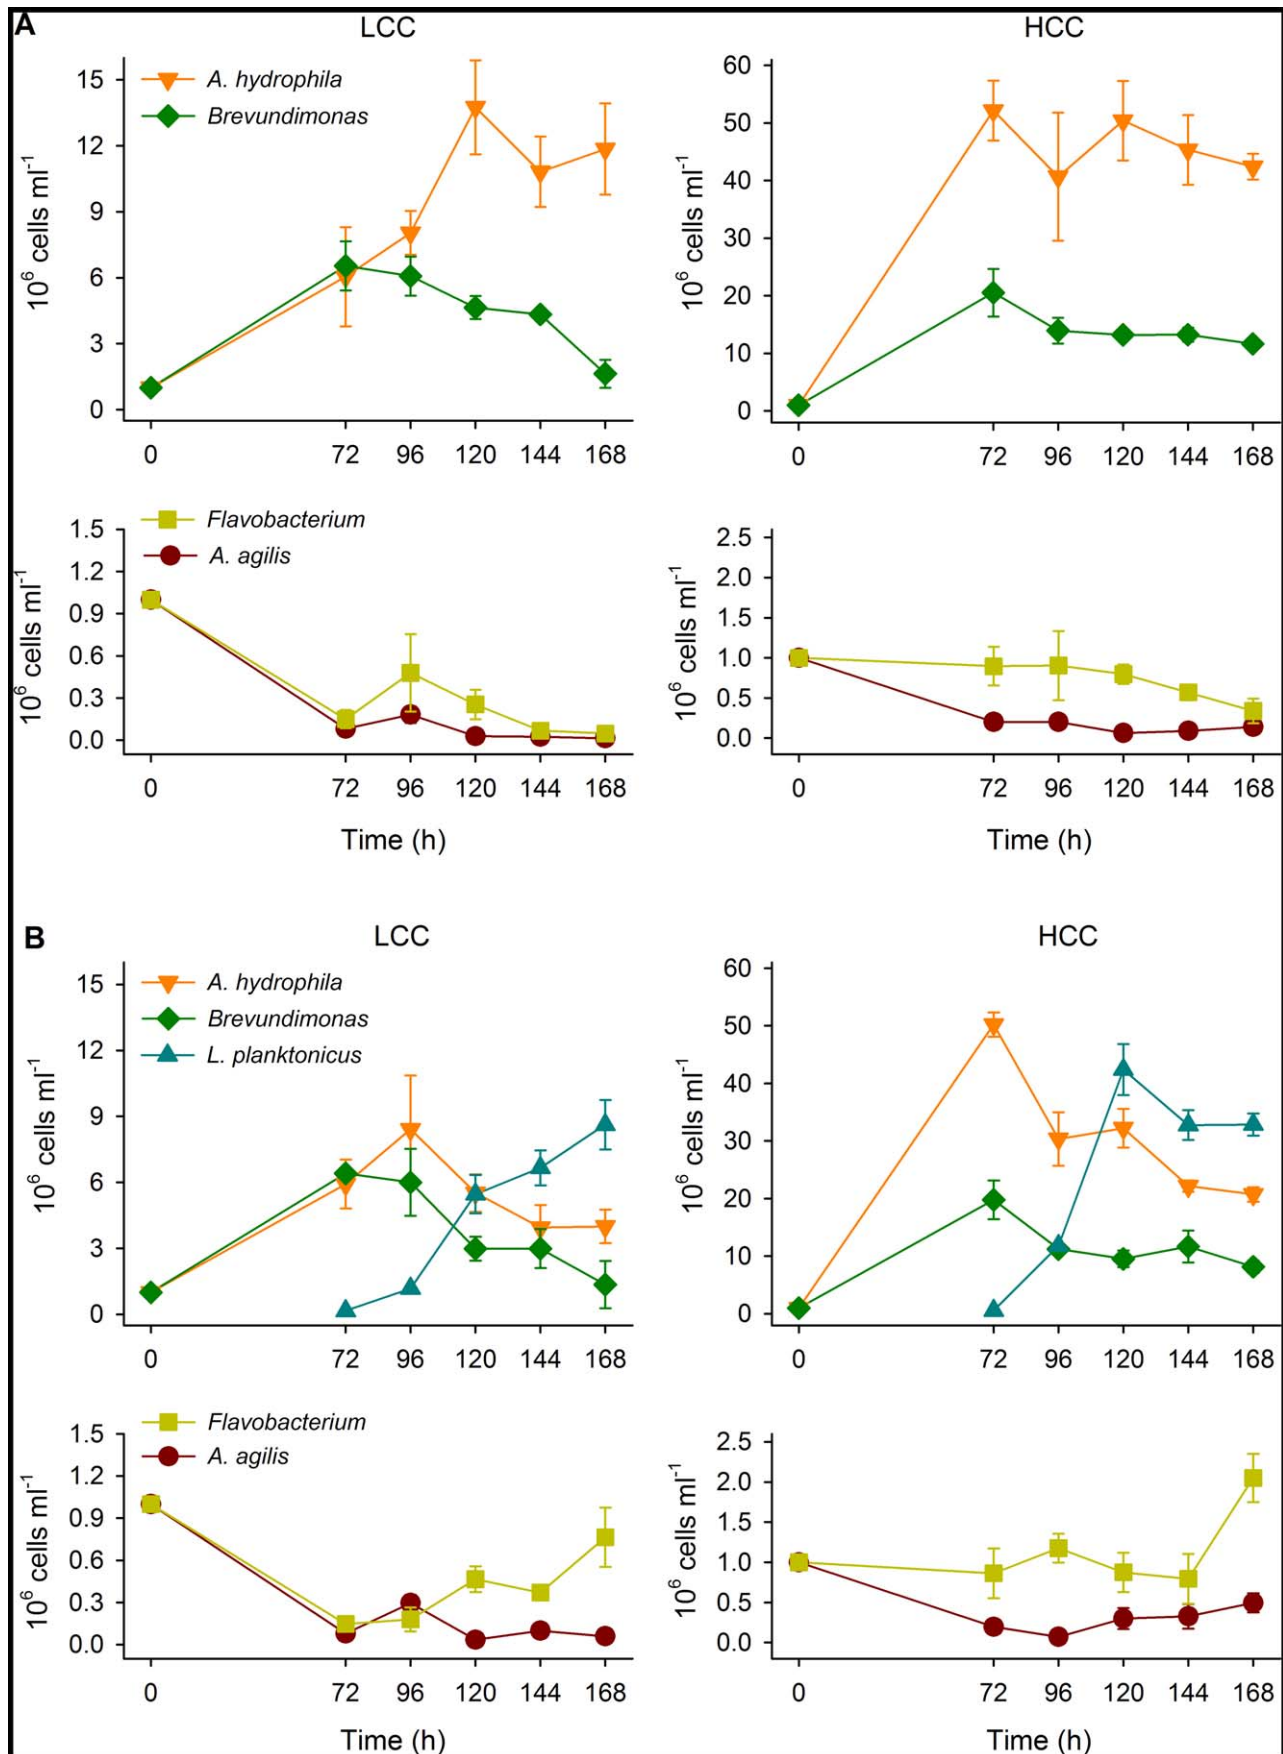 A
LCC
HCC
A. hydrophila
Brevundimonas
10⁶ cells ml⁻¹
15
12
9
6
3
0
0 72 96 120 144 168
10⁶ cells ml⁻¹
60
50
40
30
20
10
0
0 72 96 120 144 168
Flavobacterium
A. agilis
10⁶ cells ml⁻¹
1.5
1.2
0.9
0.6
0.3
0.0
0 72 96 120 144 168
Time (h)
10⁶ cells ml⁻¹
2.5
2.0
1.5
1.0
0.5
0.0
0 72 96 120 144 168
Time (h)
B
LCC
HCC
A. hydrophila
Brevundimonas
L. planktonicus
10⁶ cells ml⁻¹
15
12
9
6
3
0
0 72 96 120 144 168
10⁶ cells ml⁻¹
60
50
40
30
20
10
0
0 72 96 120 144 168
Flavobacterium
A. agilis
10⁶ cells ml⁻¹
1.5
1.2
0.9
0.6
0.3
0.0
0 72 96 120 144 168
Time (h)
10⁶ cells ml⁻¹
2.5
2.0
1.5
1.0
0.5
0.0
0 72 96 120 144 168
Time (h)